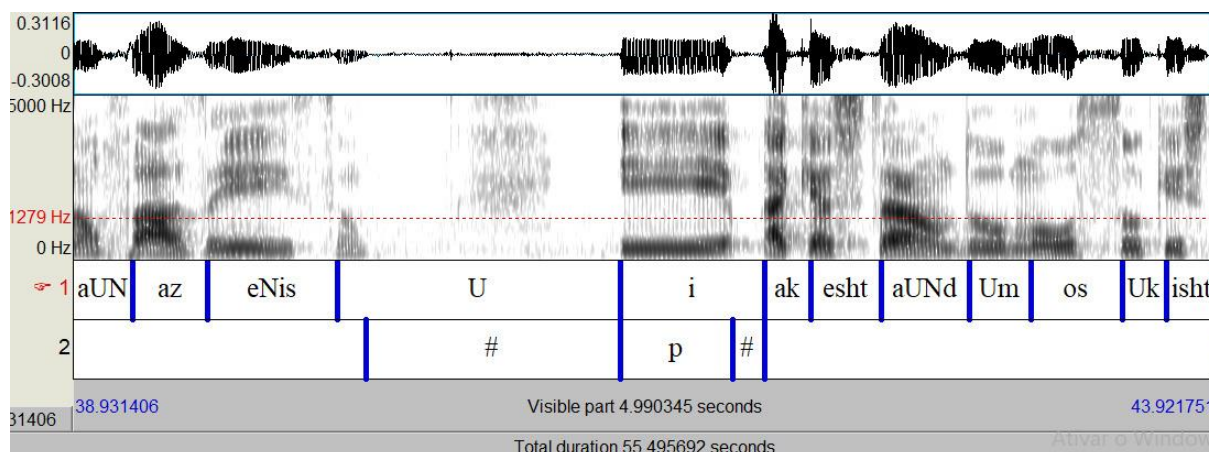 0.3116
0
-0.3008
5000 Hz
1279 Hz
0 Hz
1 aUN az eNis U i ak esht aUNd Um os Uk isht
2 # p #
38.931406 Visible part 4.990345 seconds 43.921751
31406
Total duration 55.495692 seconds
Ativar o Window